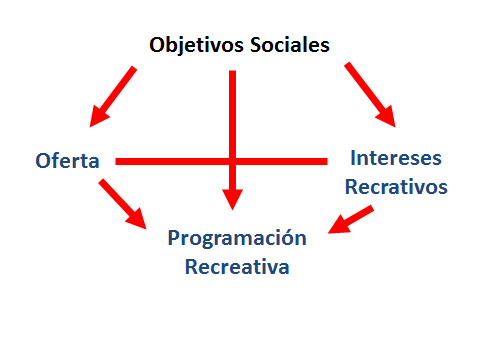 Objetivos Sociales
Oferta
Intereses
Recrativos
Programación
Recreativa